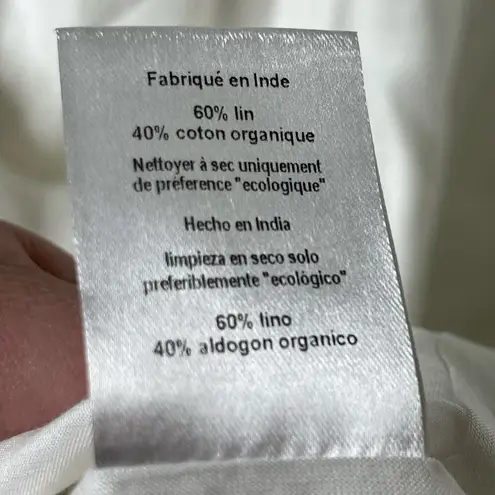 Fabriqué en Inde
60% lin
40% coton organique
Nettoyer à sec uniquement
de préference "ecologique"
Hecho en India
limpieza en seco solo
preferiblemente "ecológico"
60% lino
40% aldogon organico